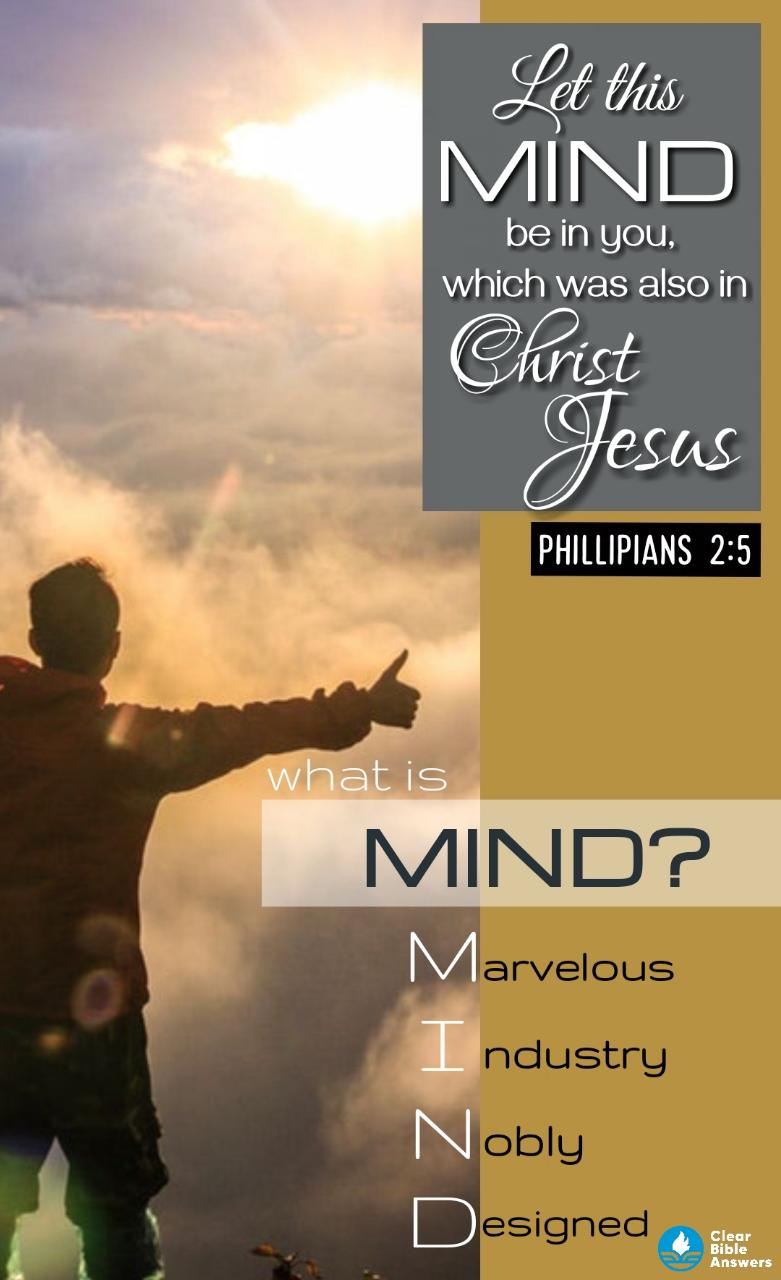 Let this
MIND
be in you,
which was also in
Christ
Jesus
PHILLIPIANS 2:5
what is
MIND?
Marvelous
Industry
Nobly
Designed
Clear
Bible
Answers